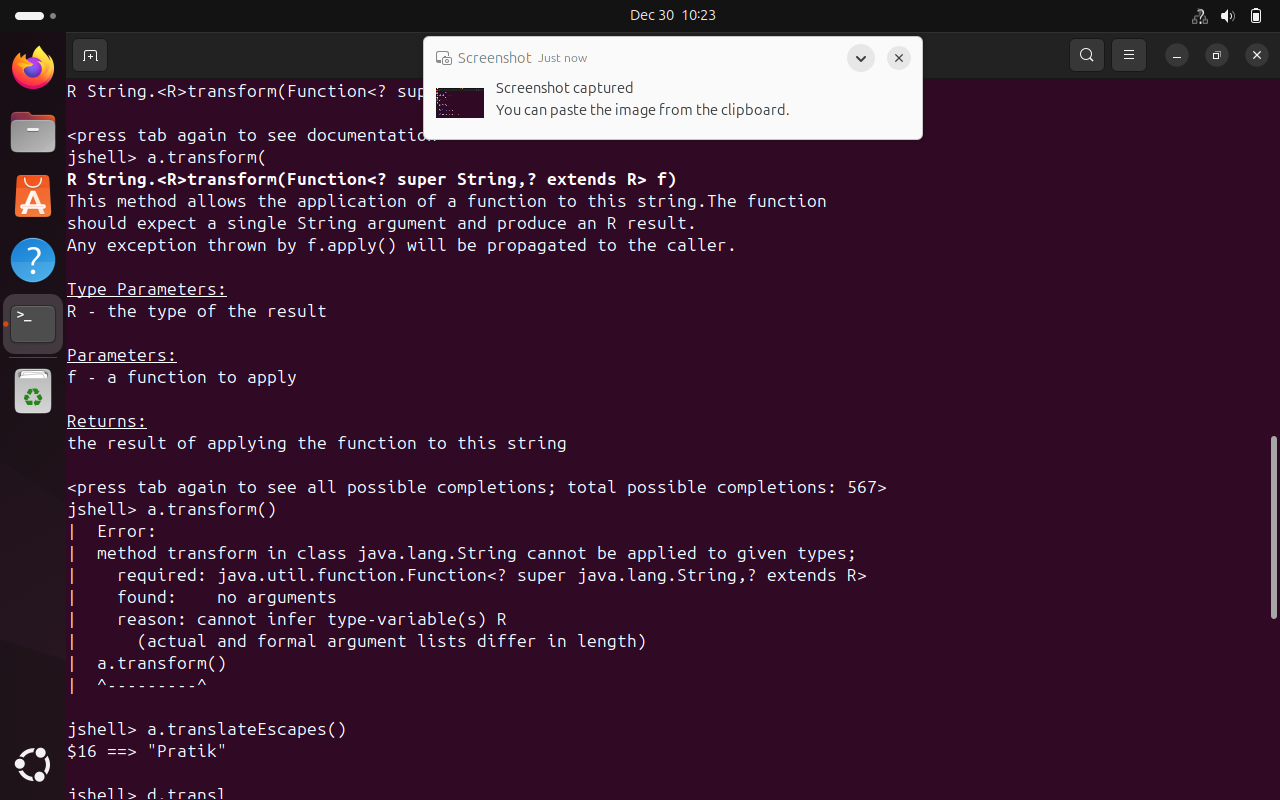 Dec 30 10:23
Screenshot Just now
Screenshot captured
You can paste the image from the clipboard.
R String.<R>transform(Function<? sup
<press tab again to see documentation
jshell> a.transform(
R String.<R>transform(Function<? super String,? extends R> f)
This method allows the application of a function to this string.The function
should expect a single String argument and produce an R result.
Any exception thrown by f.apply() will be propagated to the caller.
Type Parameters:
R - the type of the result
Parameters:
f - a function to apply
Returns:
the result of applying the function to this string
<press tab again to see all possible completions; total possible completions: 567>
jshell> a.transform()
|  Error:
|  method transform in class java.lang.String cannot be applied to given types;
|    required: java.util.function.Function<? super java.lang.String,? extends R>
|    found:    no arguments
|    reason: cannot infer type-variable(s) R
|      (actual and formal argument lists differ in length)
|  a.transform()
|  ^---------^
jshell> a.translateEscapes()
$16 ==> "Pratik"
jshell> d.transl